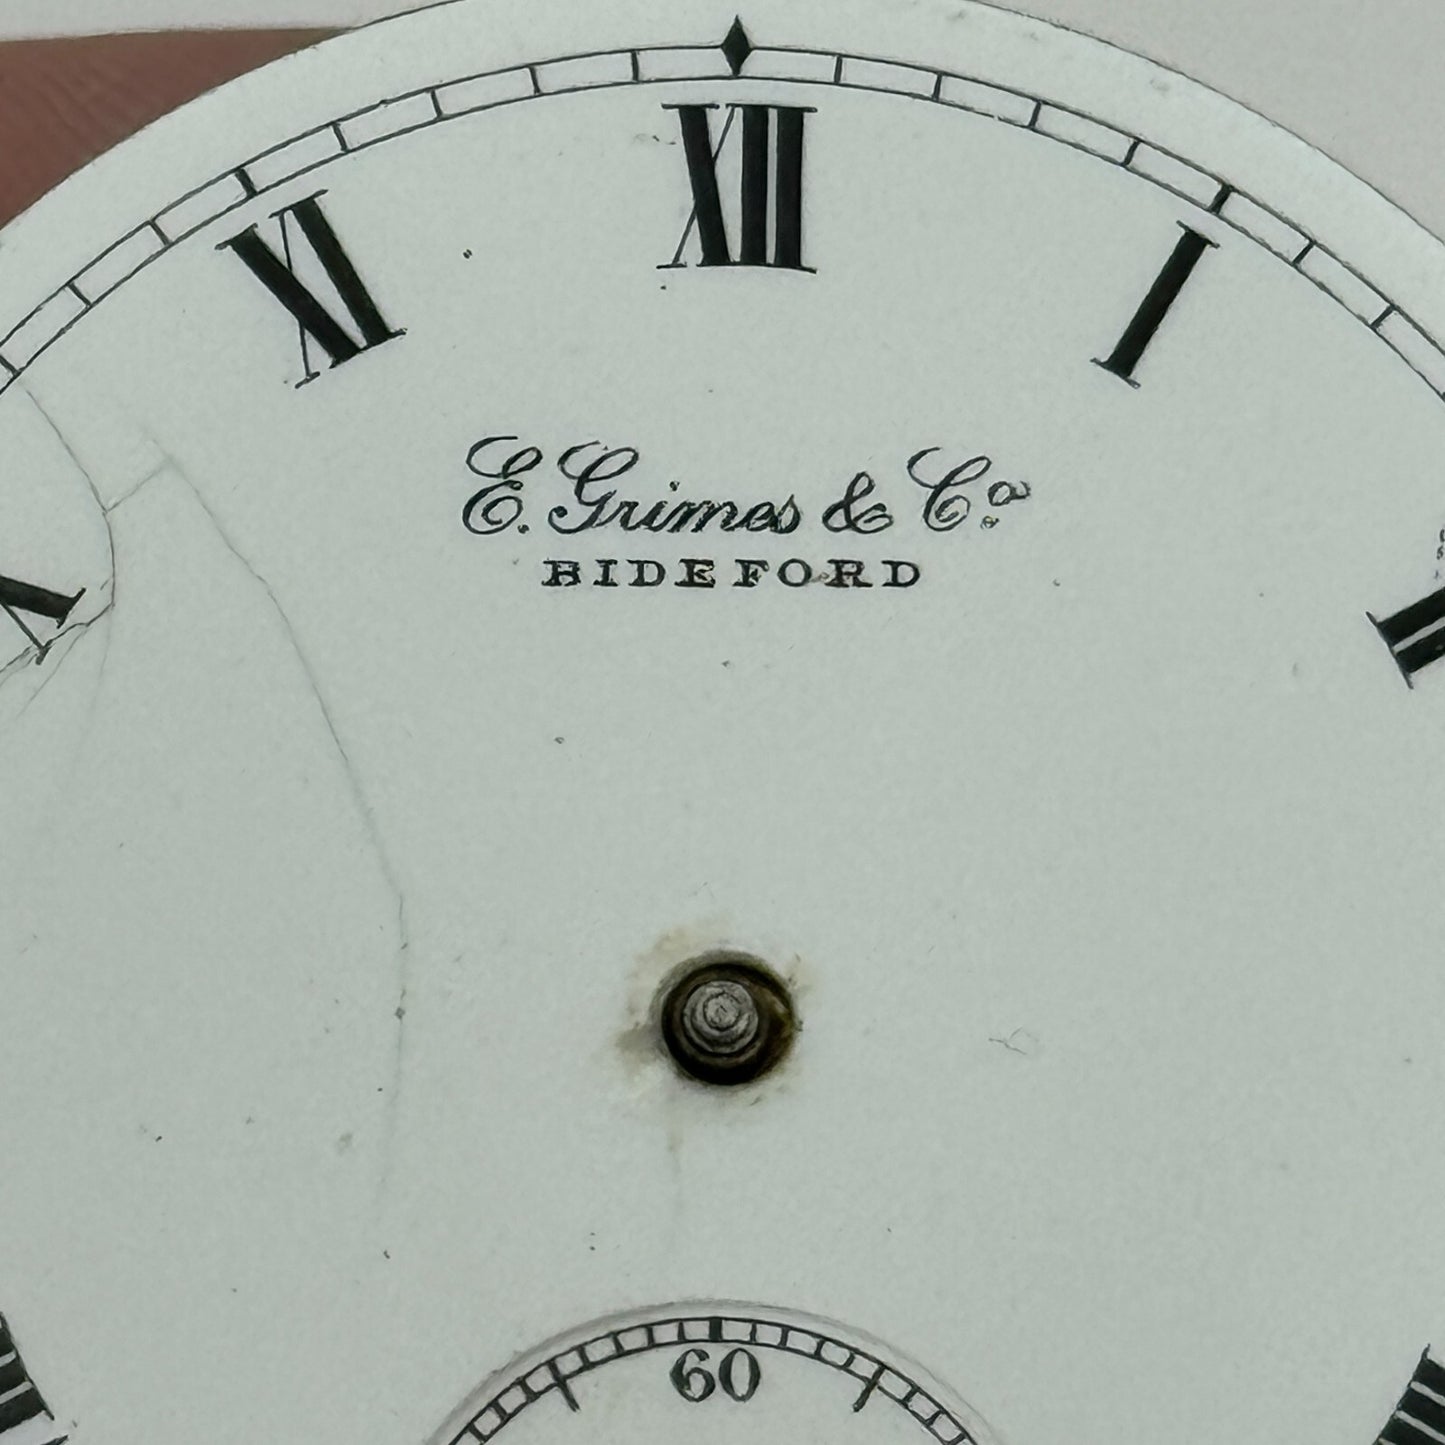 XII
XI
I
E. Grimes & Co.
BIDEFORD
60